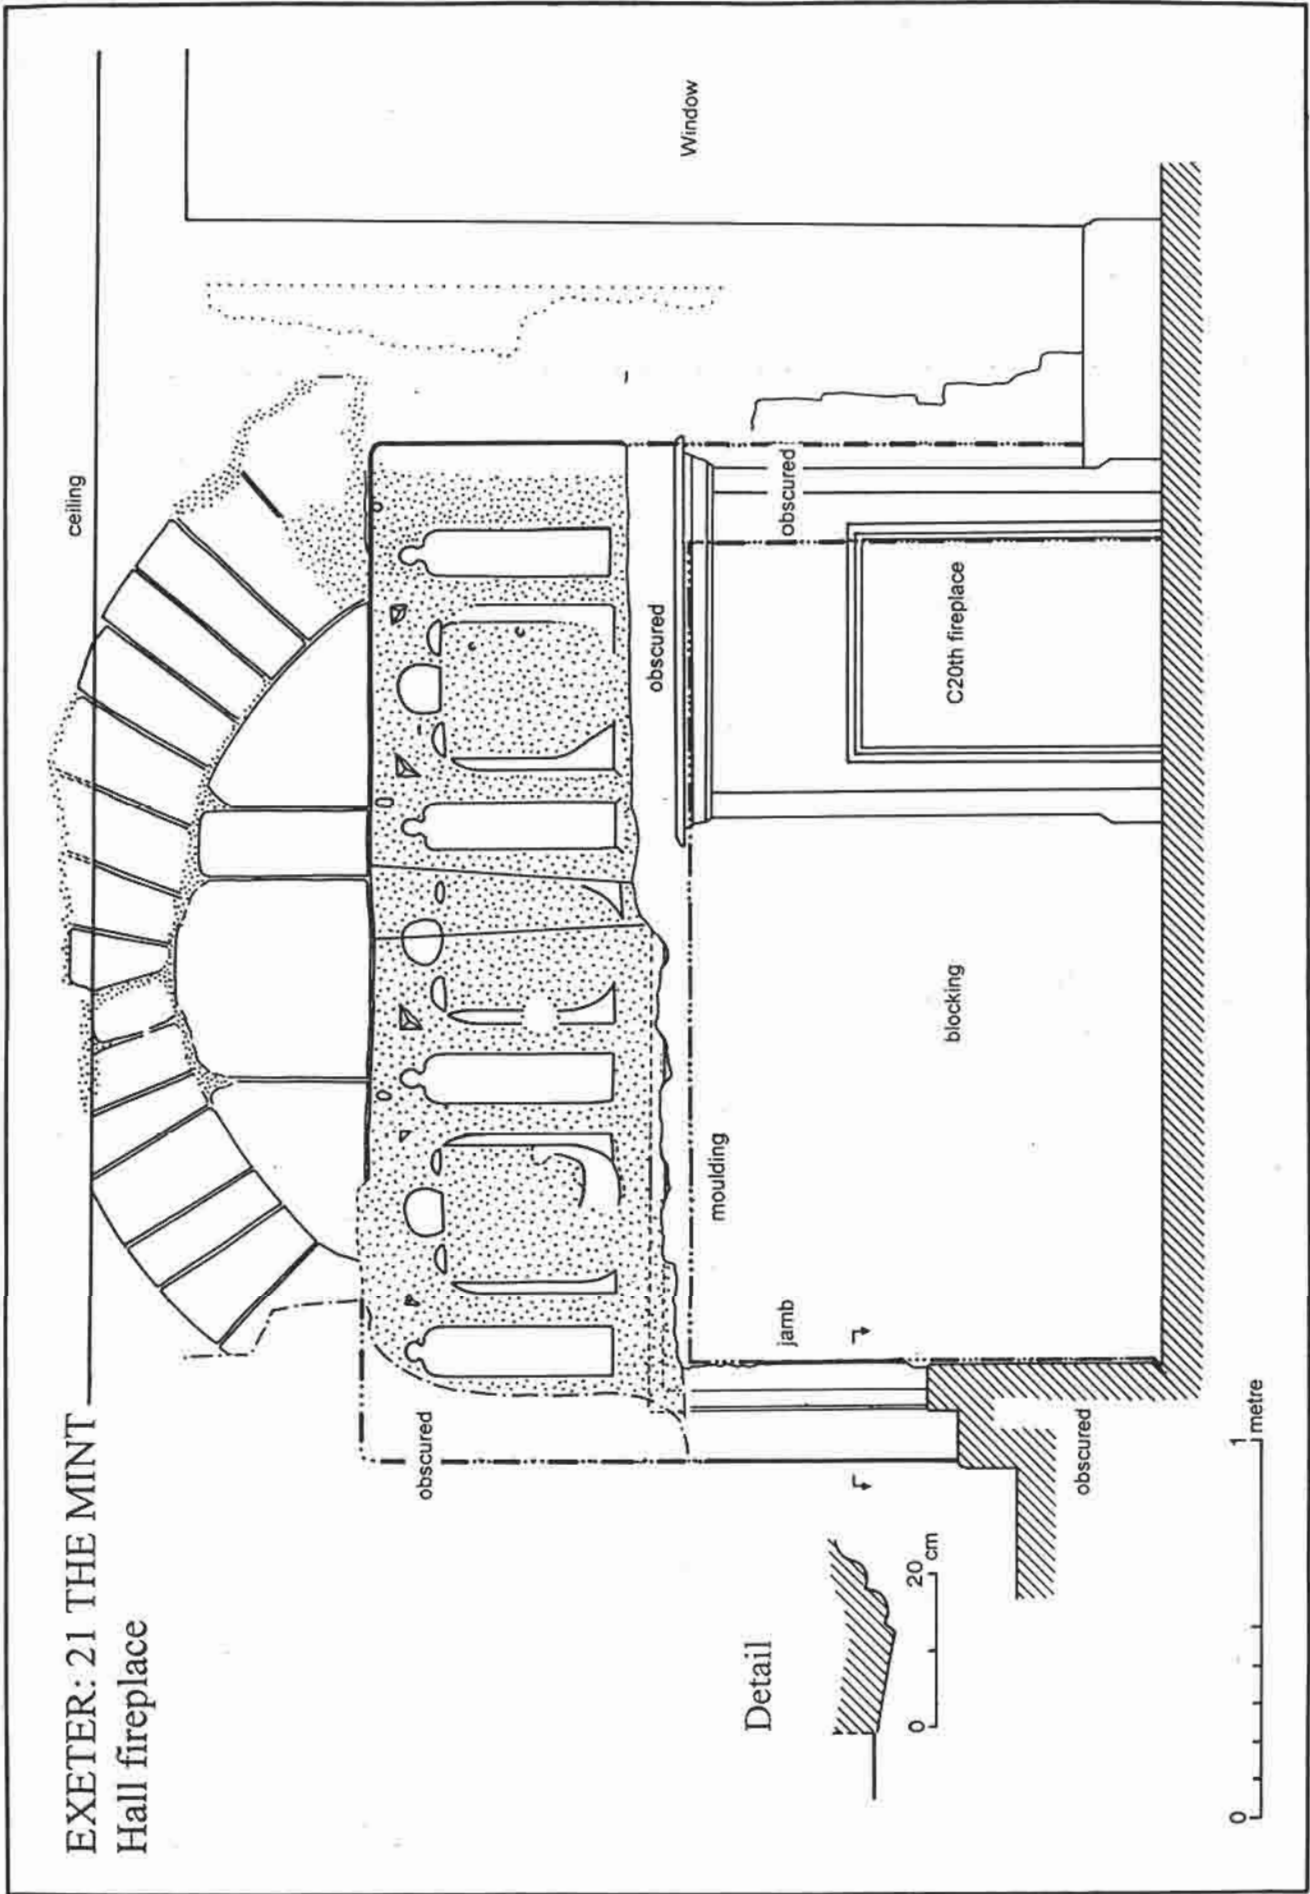 EXETER: 21 THE MINT
Hall fireplace
ceiling
Window
obscured
obscured
obscured
moulding
jamb
blocking
C20th fireplace
obscured
Detail
0 20
cm
0 1
metre